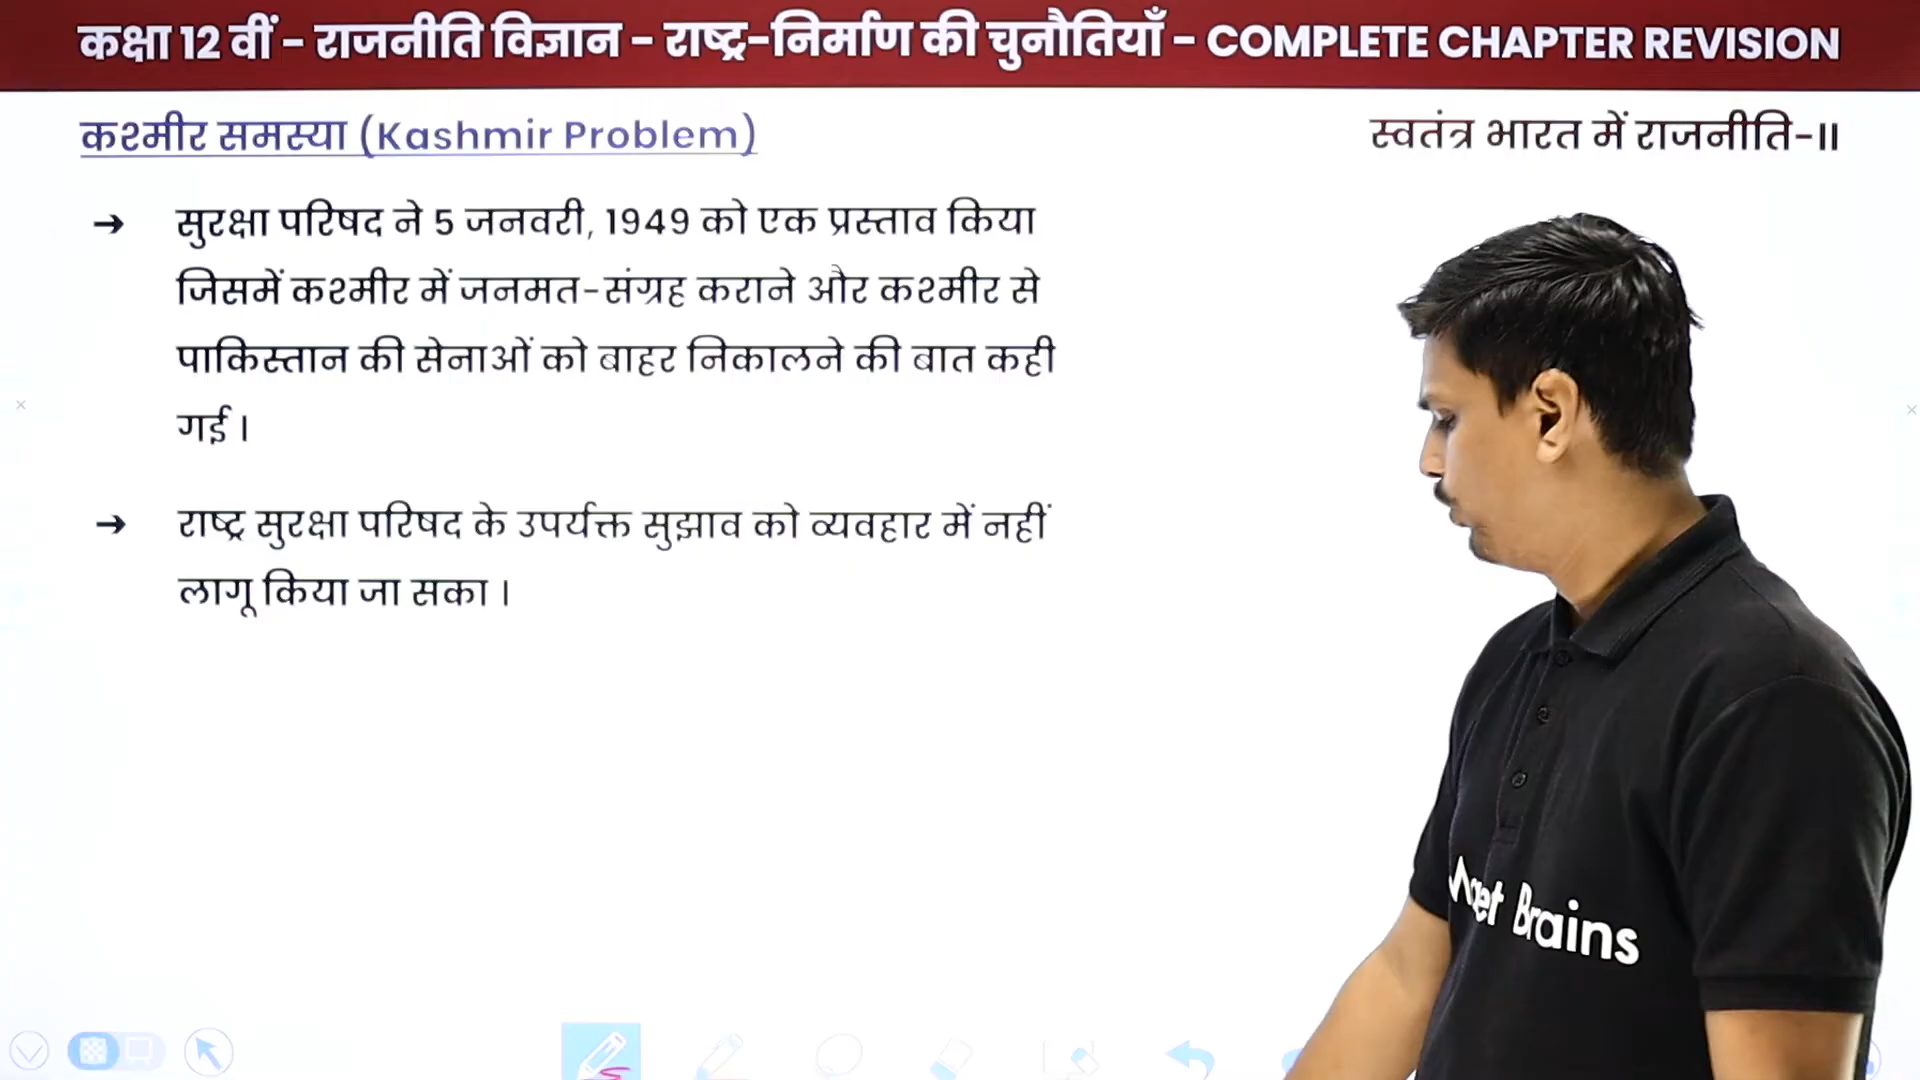 कक्षा 12 वीं - राजनीति विज्ञान - राष्ट्र-निर्माण की चुनौतियाँ - COMPLETE CHAPTER REVISION
कश्मीर समस्या (Kashmir Problem)
स्वतंत्र भारत में राजनीति-II
→ सुरक्षा परिषद ने 5 जनवरी, 1949 को एक प्रस्ताव किया
जिसमें कश्मीर में जनमत-संग्रह कराने और कश्मीर से
पाकिस्तान की सेनाओं को बाहर निकालने की बात कही
गई।
→ राष्ट्र सुरक्षा परिषद के उपर्यक्त सुझाव को व्यवहार में नहीं
लागू किया जा सका।
Brains